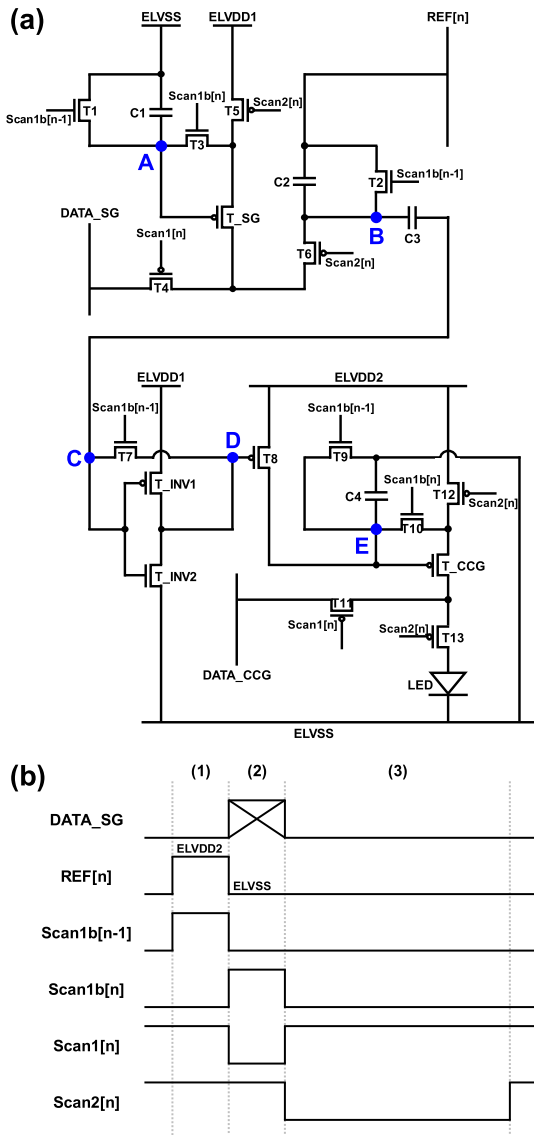 (a)
ELVSS ELVDD1 REF[n]
Scan1b[n]
T1 C1 T5 Scan2[n]
Scan1b[n-1]
A T3
C2 T2 Scan1b[n-1]
DATA_SG T_SG
B C3
Scan1[n]
T6 Scan2[n]
T4
ELVDD1 ELVDD2
Scan1b[n-1] Scan1b[n-1]
C T7 D T8 T9
Scan1b[n]
T_INV1 C4 T12 Scan2[n]
E T10
T_INV2 T_CCG
T11
Scan1[n] Scan2[n] T13
DATA_CCG
LED
ELVSS
(b)
(1) (2) (3)
DATA_SG
ELVDD2
REF[n] ELVSS
Scan1b[n-1]
Scan1b[n]
Scan1[n]
Scan2[n]